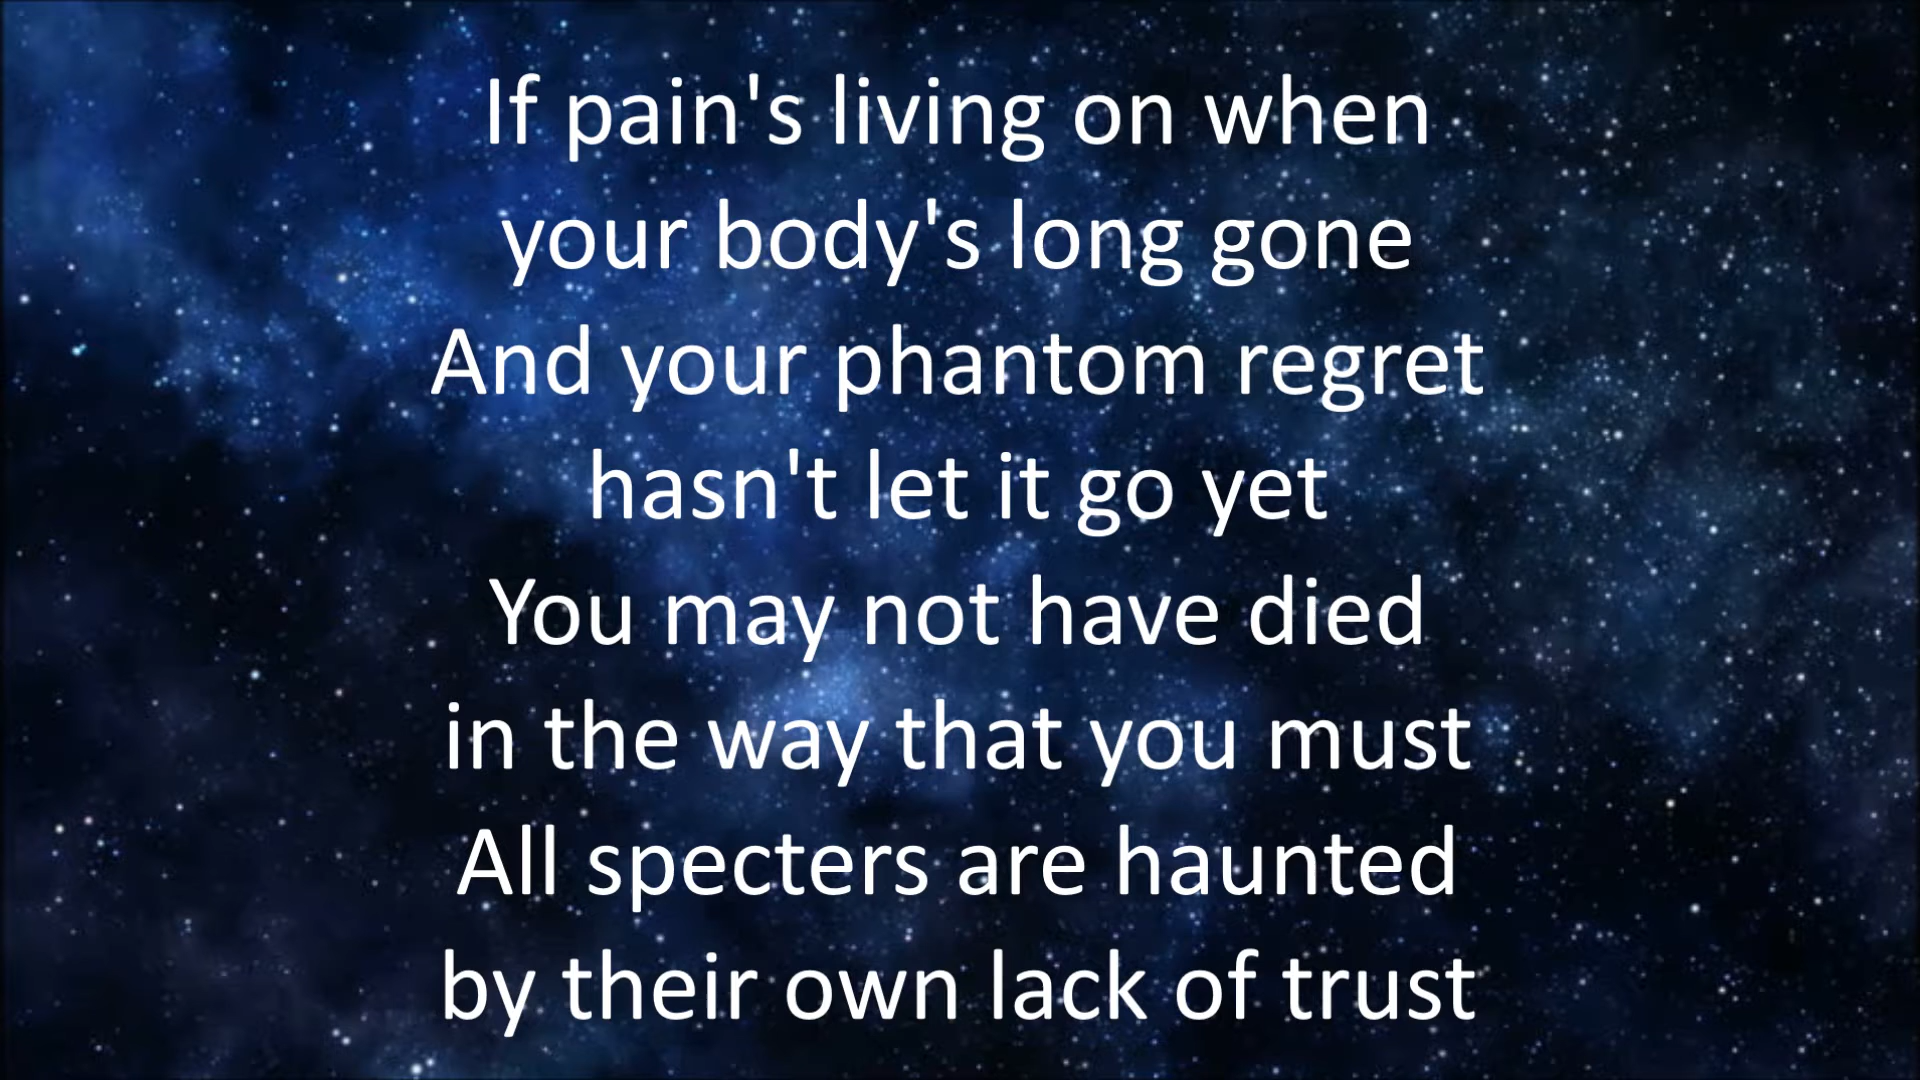 If pain's living on when
your body's long gone
And your phantom regret
hasn't let it go yet
You may not have died
in the way that you must
All specters are haunted
by their own lack of trust